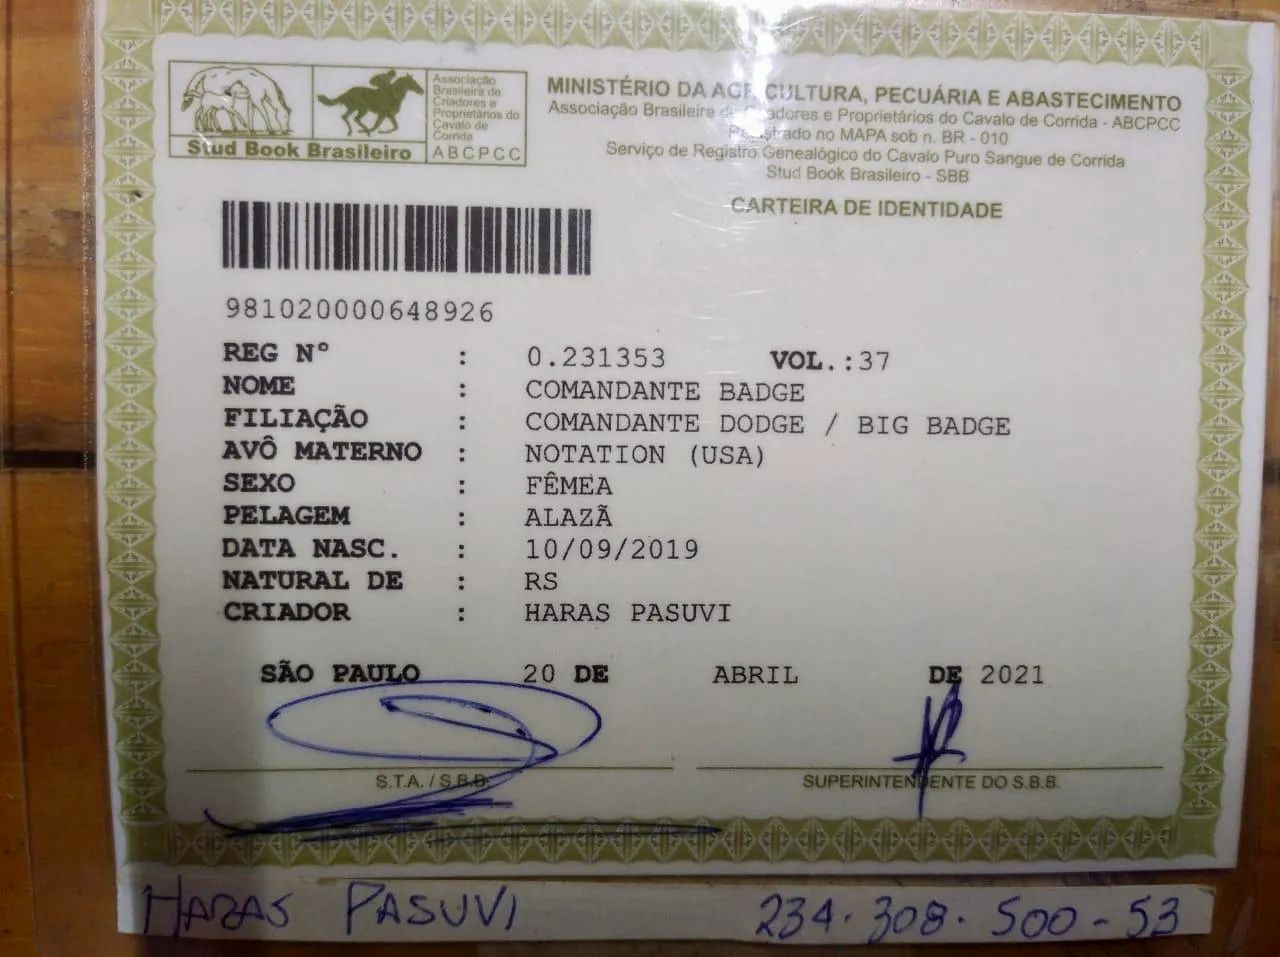 Associação
Brasileira de
Criadores e
Proprietários do
Cavalo de
Corrida
Stud Book Brasileiro
ABCPCC
MINISTÉRIO DA AGRICULTURA, PECUÁRIA E ABASTECIMENTO
Associação Brasileira de Criadores e Proprietários do Cavalo de Corrida - ABCPCC
Registrado no MAPA sob n. BR - 010
Serviço de Registro Genealógico do Cavalo Puro Sangue de Corrida
Stud Book Brasileiro - SBB
CARTEIRA DE IDENTIDADE
981020000648926
REG Nº : 0.231353 VOL.:37
NOME : COMANDANTE BADGE
FILIAÇÃO : COMANDANTE DODGE / BIG BADGE
AVÔ MATERNO : NOTATION (USA)
SEXO : FÊMEA
PELAGEM : ALAZÃ
DATA NASC. : 10/09/2019
NATURAL DE : RS
CRIADOR : HARAS PASUVI
SÃO PAULO 20 DE ABRIL DE 2021
S.T.A. / S.B.B. SUPERINTENDENTE DO S.B.B.
HARAS PASUVI 234.308.500-53